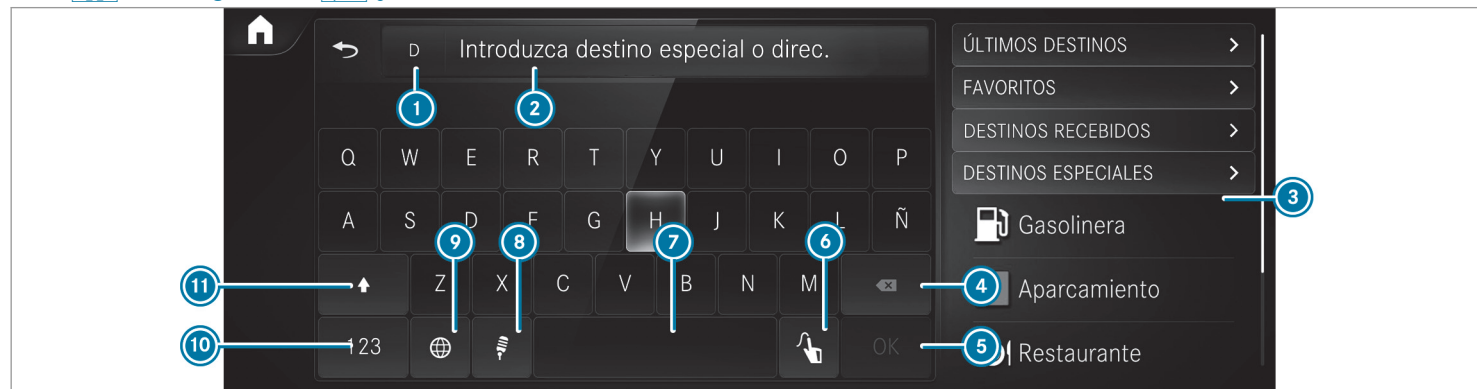 D Introduzca destino especial o direc.
1 2
Q W E R T Y U I O P
A S D F G H J K L Ñ
9 8 7 6
11 Z X C V B N M 4
10 123 OK 5
ÚLTIMOS DESTINOS >
FAVORITOS >
DESTINOS RECEBIDOS >
DESTINOS ESPECIALES >
3
Gasolinera
Aparcamiento
Restaurante